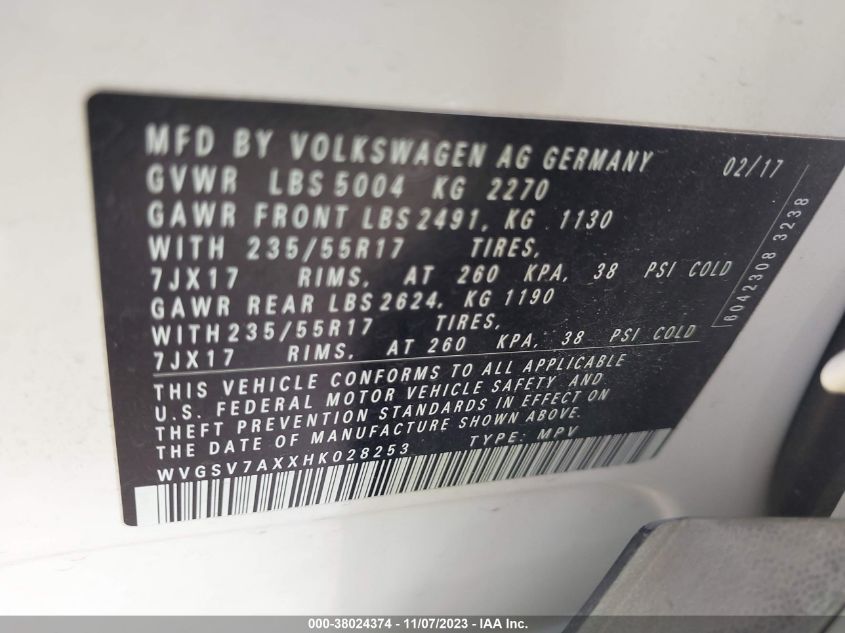 MFD BY VOLKSWAGEN AG GERMANY 02/17
GVWR LBS 5004 KG 2270
GAWR FRONT LBS 2491, KG 1130
WITH 235/55R17 TIRES,
7JX17 RIMS, AT 260 KPA, 38 PSI COLD
GAWR REAR LBS 2624, KG 1190
WITH 235/55R17 TIRES,
7JX17 RIMS, AT 260 KPA, 38 PSI COLD
THIS VEHICLE CONFORMS TO ALL APPLICABLE
U.S. FEDERAL MOTOR VEHICLE SAFETY AND
THEFT PREVENTION STANDARDS IN EFFECT ON
THE DATE OF MANUFACTURE SHOWN ABOVE.
WVGSV7AXXHK028253 TYPE: MPV
6042308 3238
000-38024374 - 11/07/2023 - IAA Inc.